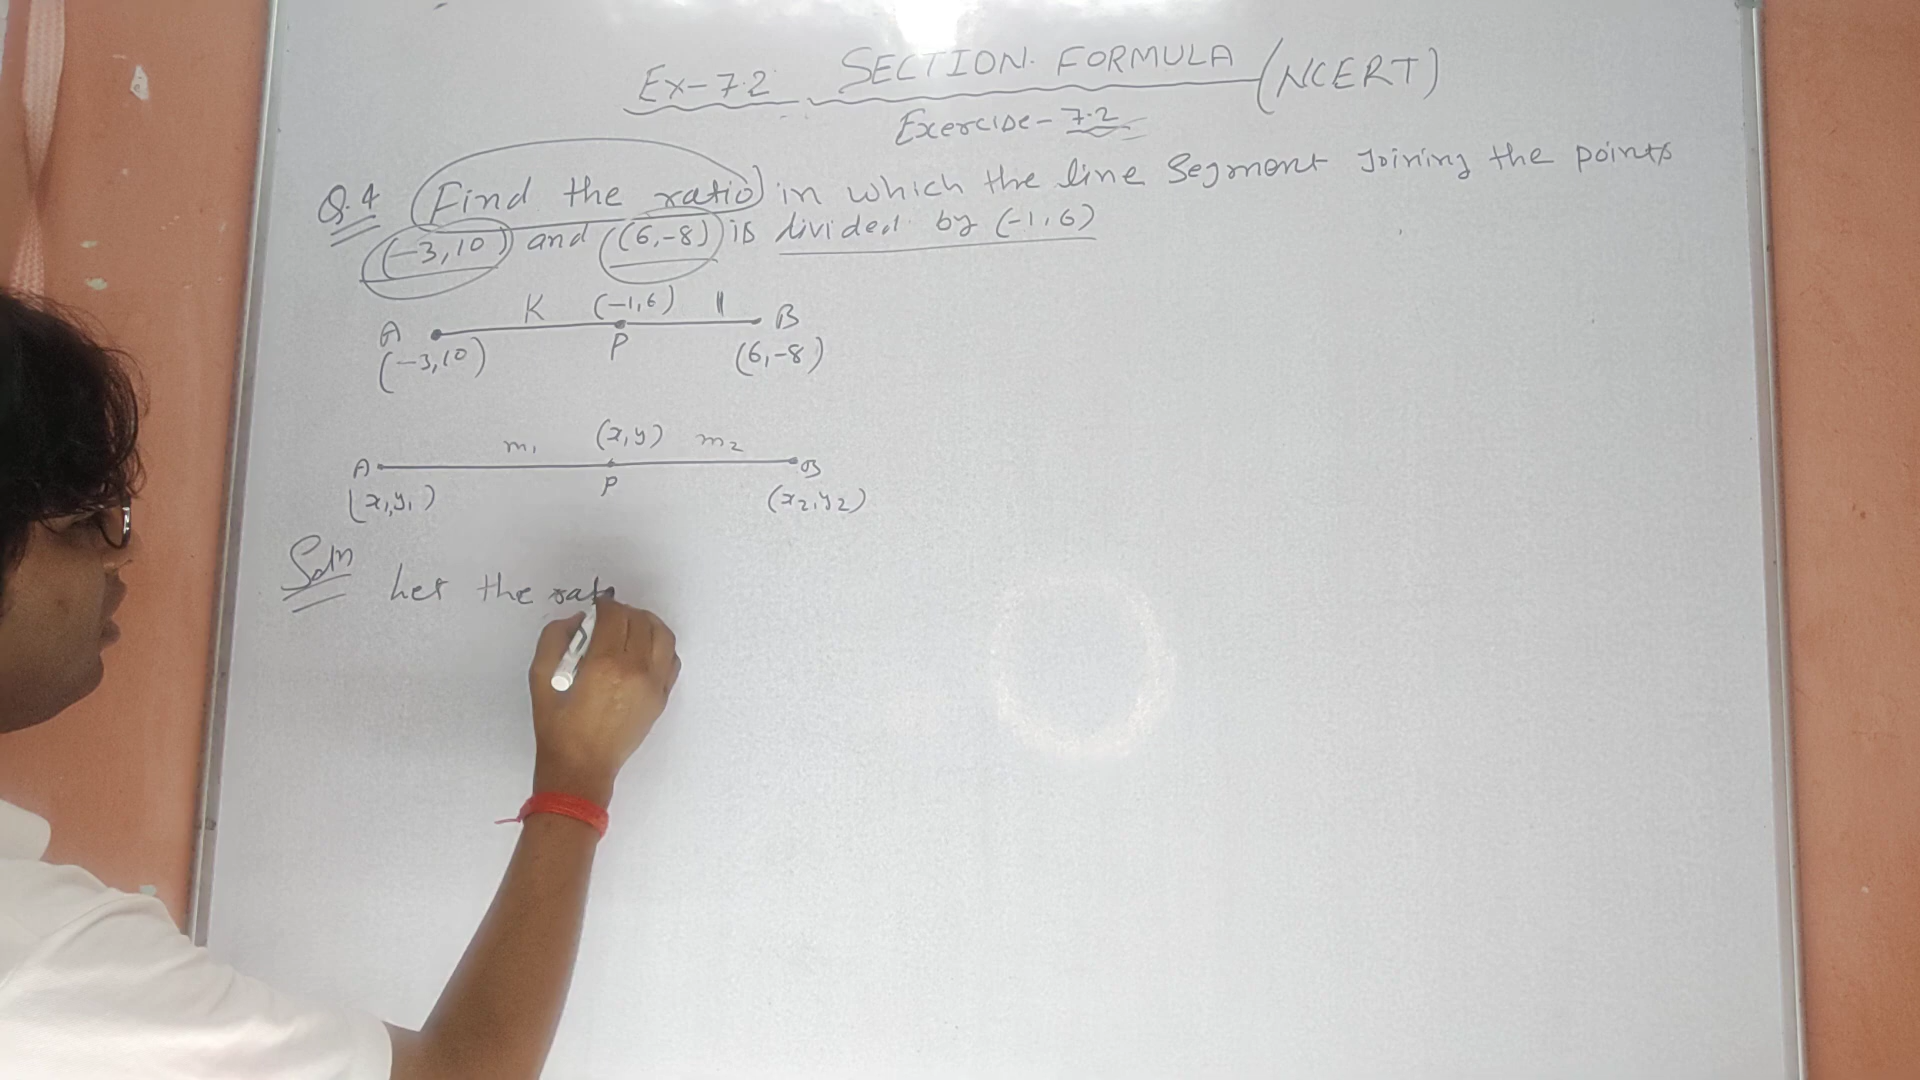 Ex-7.2 SECTION FORMULA (NCERT)
Exercise-7.2
Q.4 (Find the ratio) in which the line segment joining the points
(-3,10) and (6,-8) is divided by (-1,6)
K (-1,6) 1
A P B
(-3,10) (6,-8)
m₁ (x,y) m₂
A P B
(x₁,y₁) (x₂,y₂)
Soln Let the rat